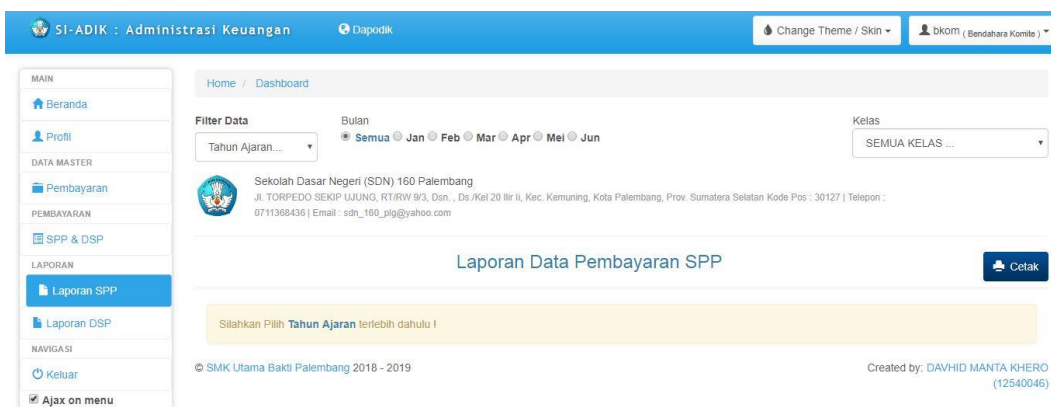 SI-ADIK : Administrasi Keuangan
Dapodik
Change Theme / Skin
bkom ( Bendahara Komite )
MAIN
Beranda
Profil
DATA MASTER
Pembayaran
PEMBAYARAN
SPP & DSP
LAPORAN
Laporan SPP
Laporan DSP
NAVIGASI
Keluar
Ajax on menu
Home / Dashboard
Filter Data
Tahun Ajaran...
Bulan
Semua Jan Feb Mar Apr Mei Jun
Kelas
SEMUA KELAS ...
Sekolah Dasar Negeri (SDN) 160 Palembang
Jl. TORPEDO SEKIP UJUNG, RT/RW 9/3, Dsn. , Ds./Kel 20 Ilir Ii, Kec. Kemuning, Kota Palembang, Prov. Sumatera Selatan Kode Pos : 30127 | Telepon :
0711368436 | Email : sdn_160_plg@yahoo.com
Laporan Data Pembayaran SPP
Cetak
Silahkan Pilih Tahun Ajaran terlebih dahulu !
© SMK Utama Bakti Palembang 2018 - 2019
Created by: DAVHID MANTA KHERO
(12540046)